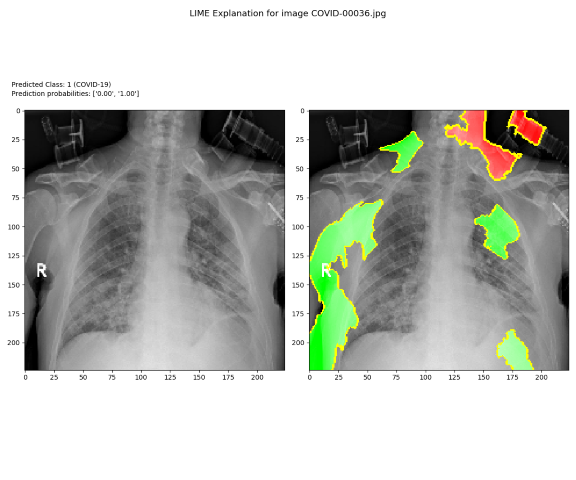 LIME Explanation for image COVID-00036.jpg
Predicted Class: 1 (COVID-19)
Prediction probabilities: ['0.00', '1.00']
0
25
50
75
100
125
150
175
200
0 25 50 75 100 125 150 175 200
R
0
25
50
75
100
125
150
175
200
0 25 50 75 100 125 150 175 200
R